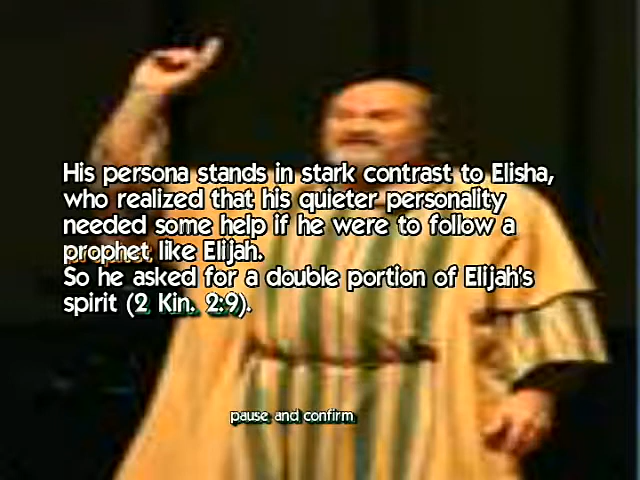 His persona stands in stark contrast to Elisha,
who realized that his quieter personality
needed some help if he were to follow a
prophet like Elijah.
So he asked for a double portion of Elijah's
spirit (2 Kin. 2:9).
pause and confirm